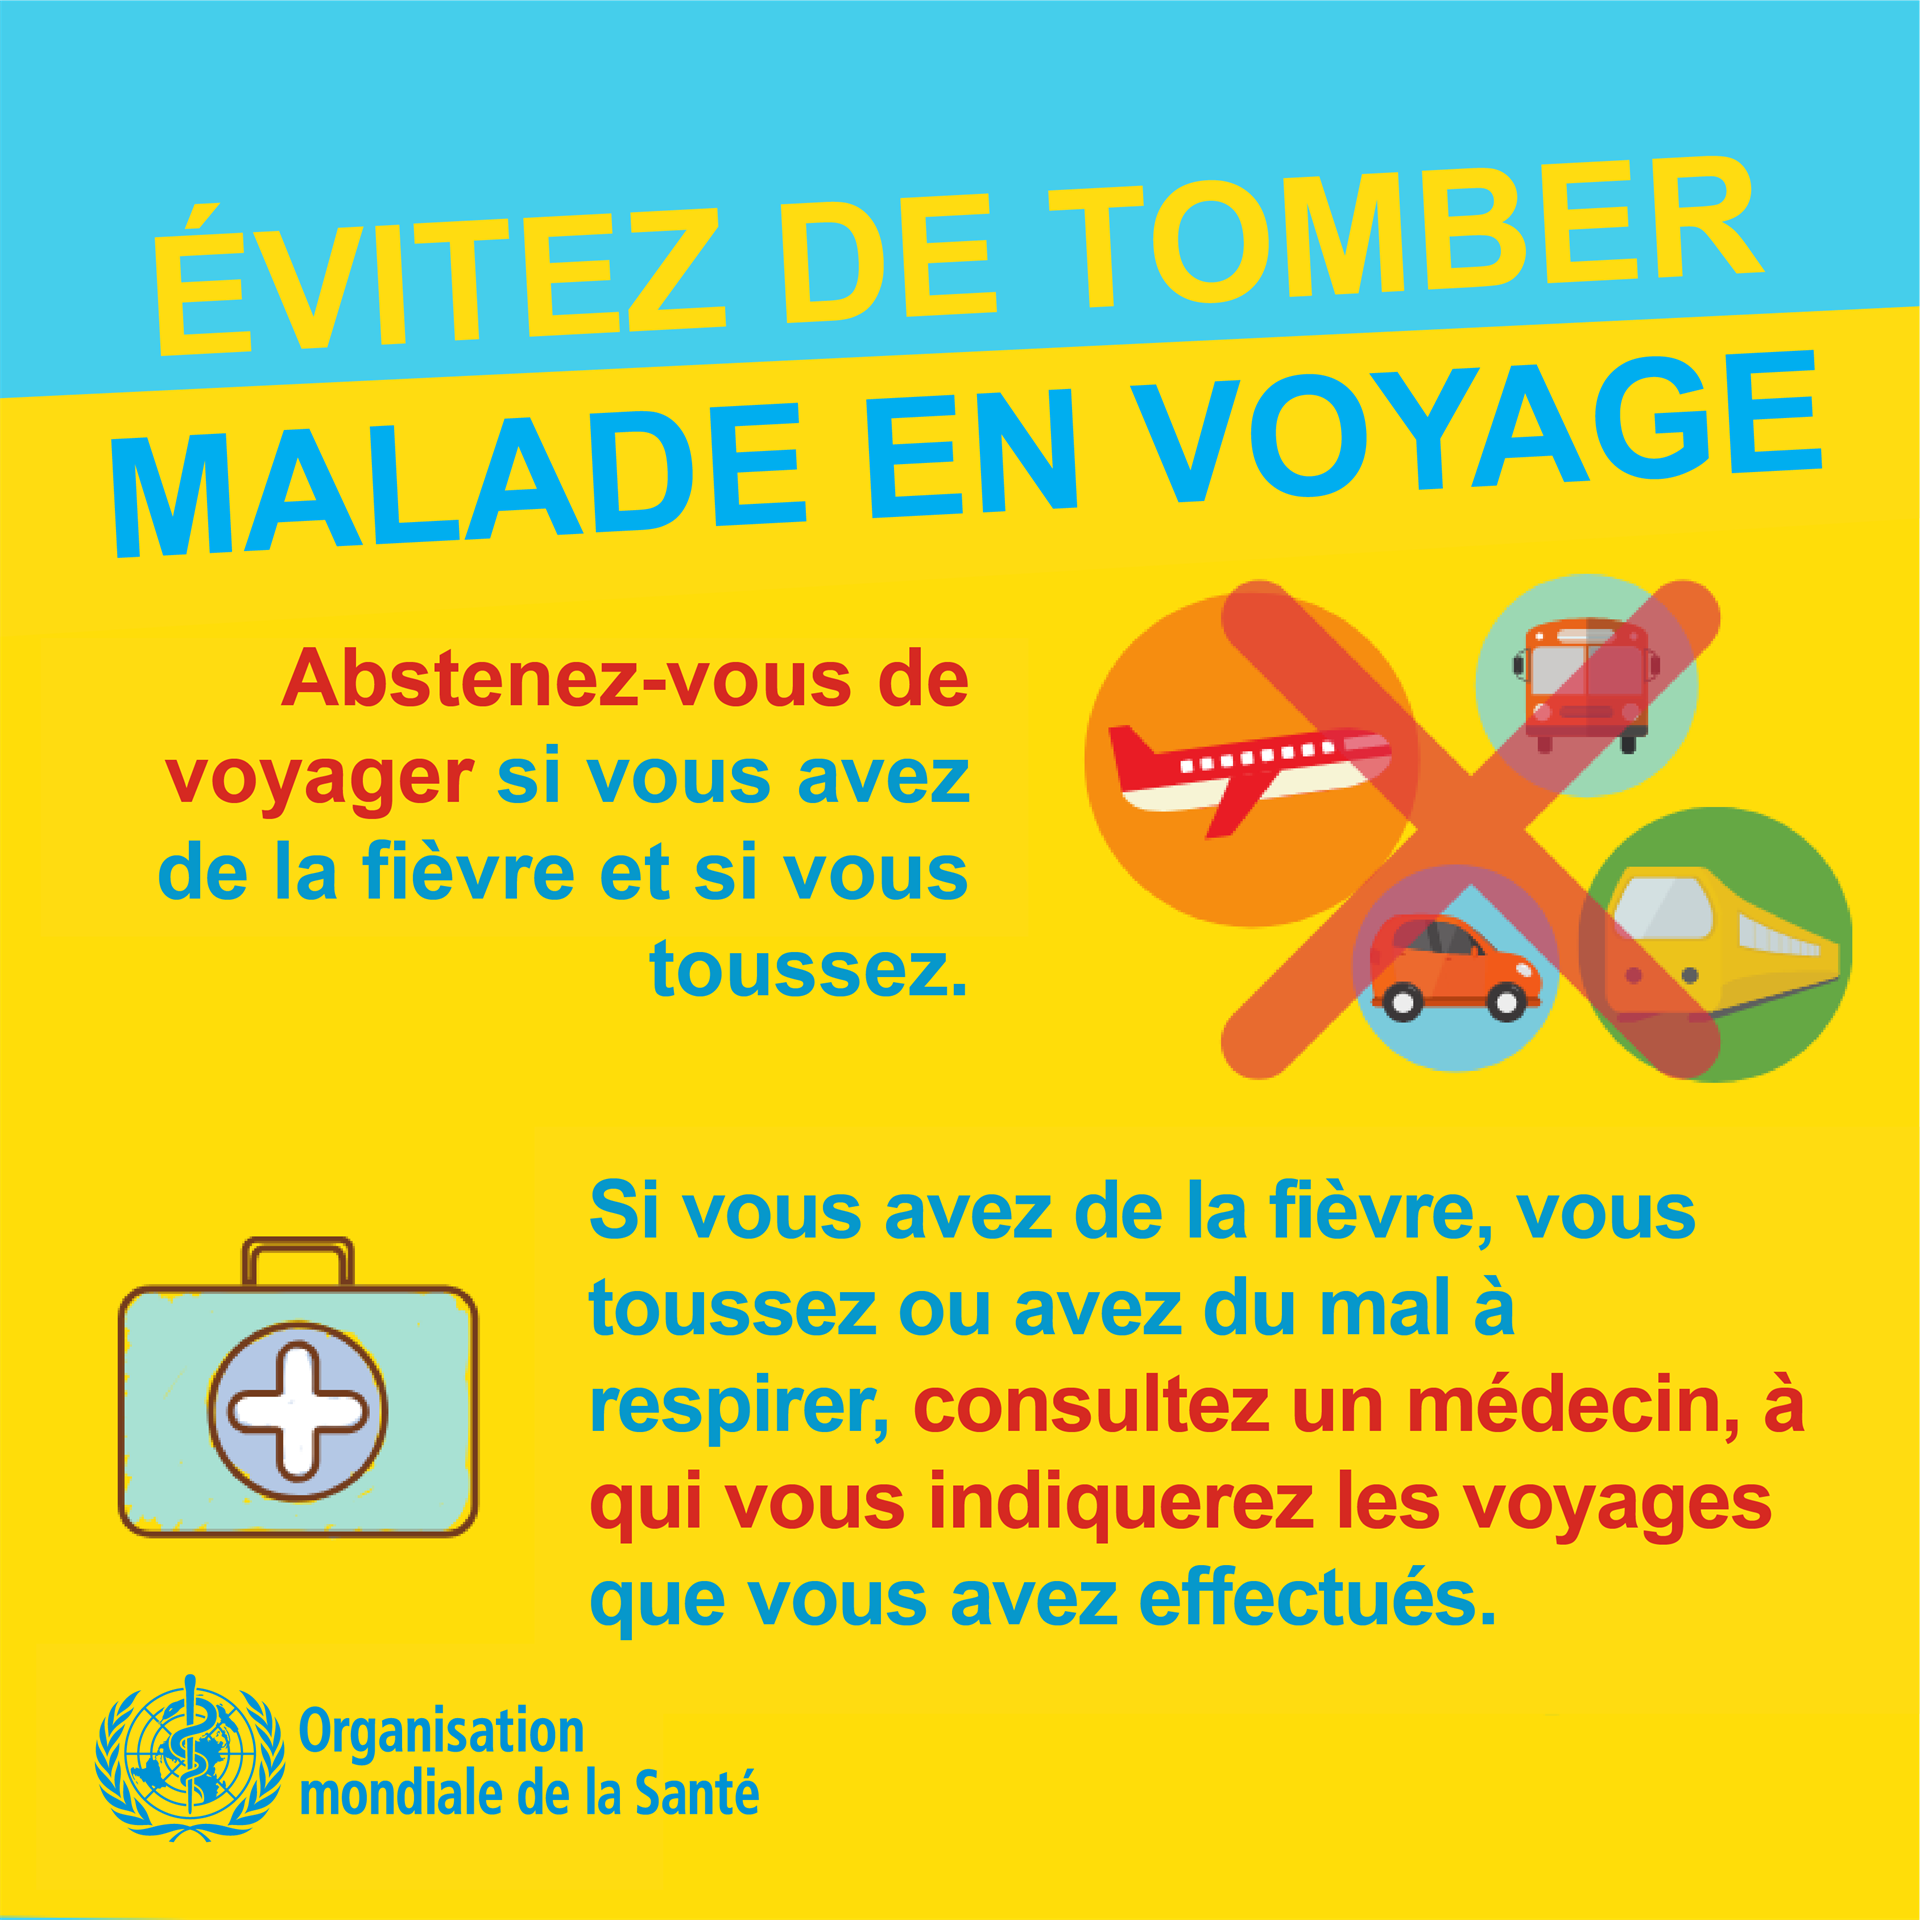 ÉVITEZ DE TOMBER
MALADE EN VOYAGE
Abstenez-vous de
voyager si vous avez
de la fièvre et si vous
toussez.
Si vous avez de la fièvre, vous
toussez ou avez du mal à
respirer, consultez un médecin, à
qui vous indiquerez les voyages
que vous avez effectués.
Organisation
mondiale de la Santé